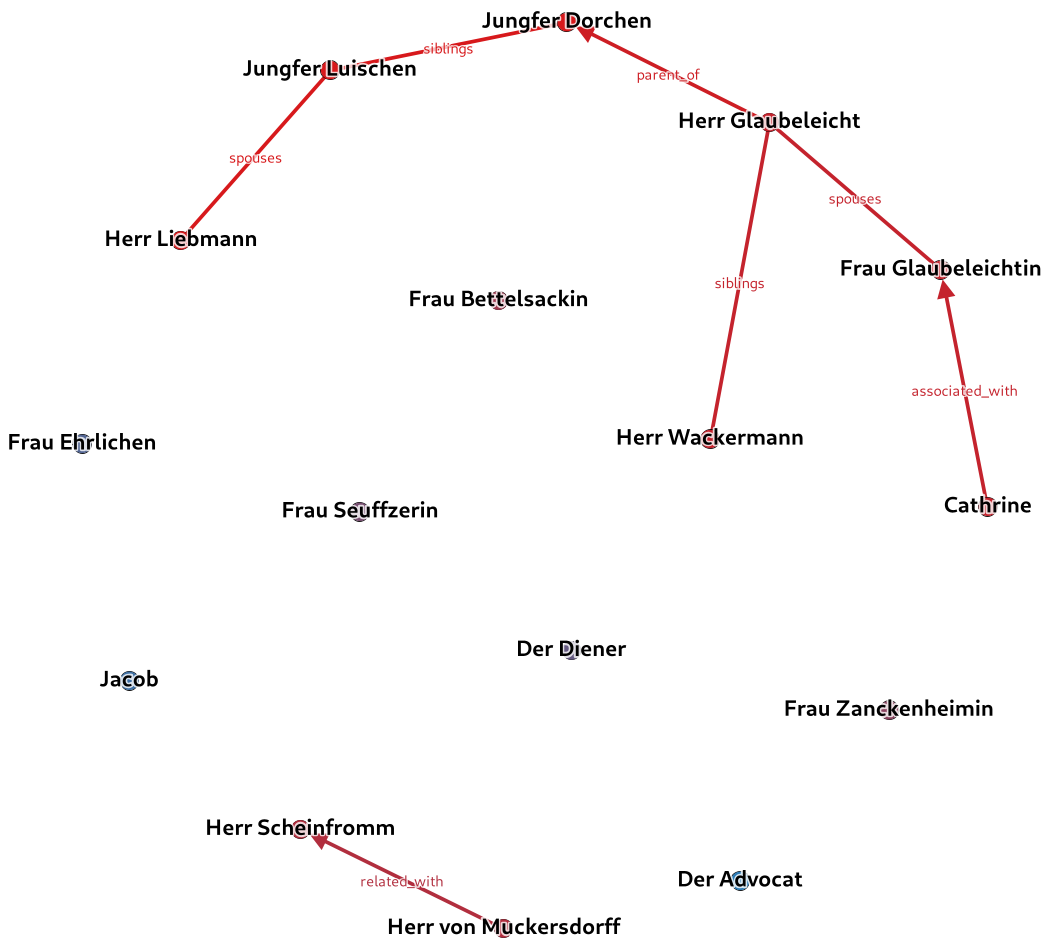 Jungfer Dorchen
siblings
Jungfer Luischen
parent_of
Herr Glaubeleicht
spouses
spouses
Herr Liebmann
Frau Glaubeleichtin
siblings
Frau Bettelsackin
associated_with
Herr Wackermann
Frau Ehrlichen
Cathrine
Frau Seuffzerin
Der Diener
Jacob
Frau Zanckenheimin
Herr Scheinfromm
related_with
Der Advocat
Herr von Muckersdorff